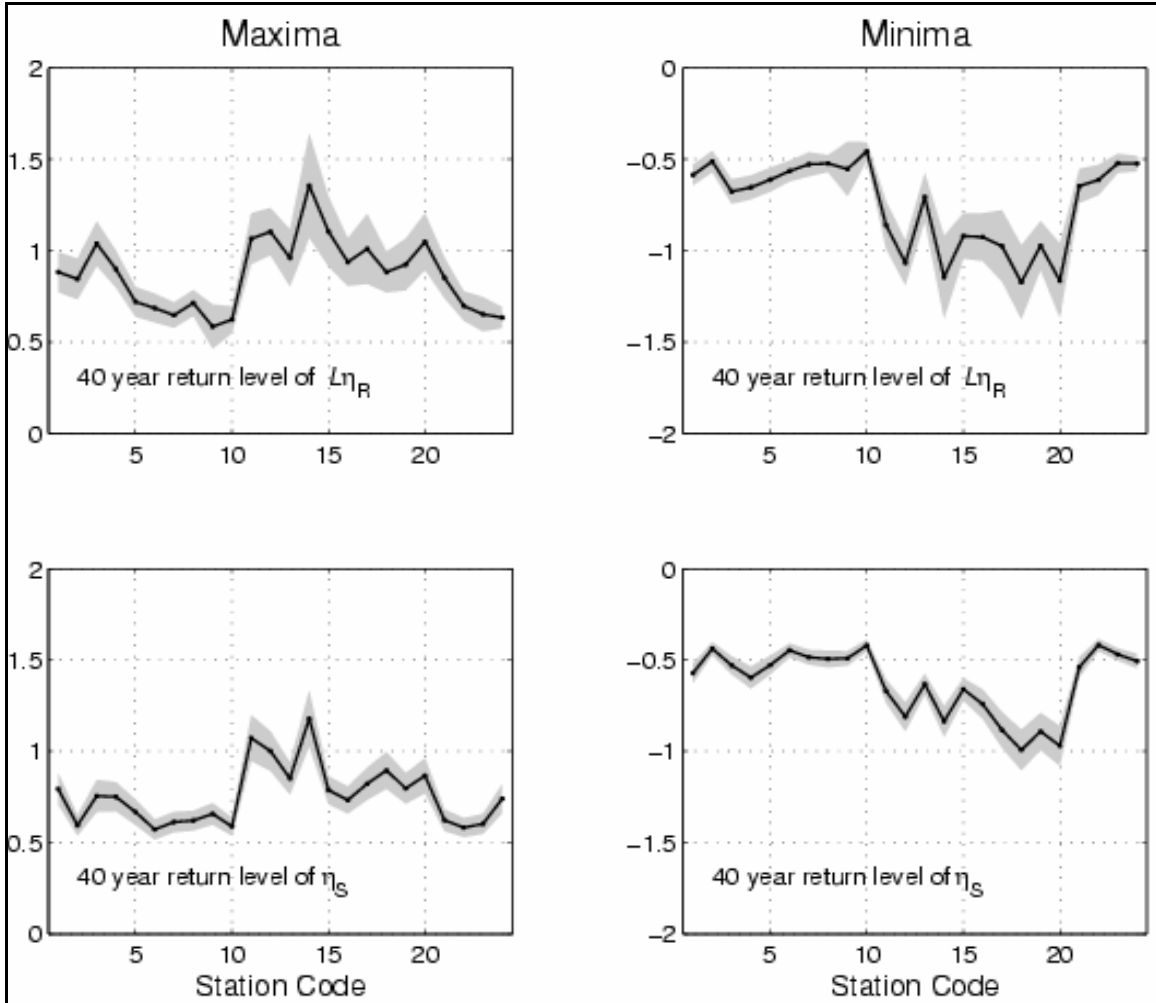 Maxima
2
1.5
1
0.5
0
40 year return level of Lη_R
5 10 15 20
Minima
0
−0.5
−1
−1.5
−2
40 year return level of Lη_R
5 10 15 20
2
1.5
1
0.5
0
40 year return level of η_S
5 10 15 20
Station Code
0
−0.5
−1
−1.5
−2
40 year return level of η_S
5 10 15 20
Station Code